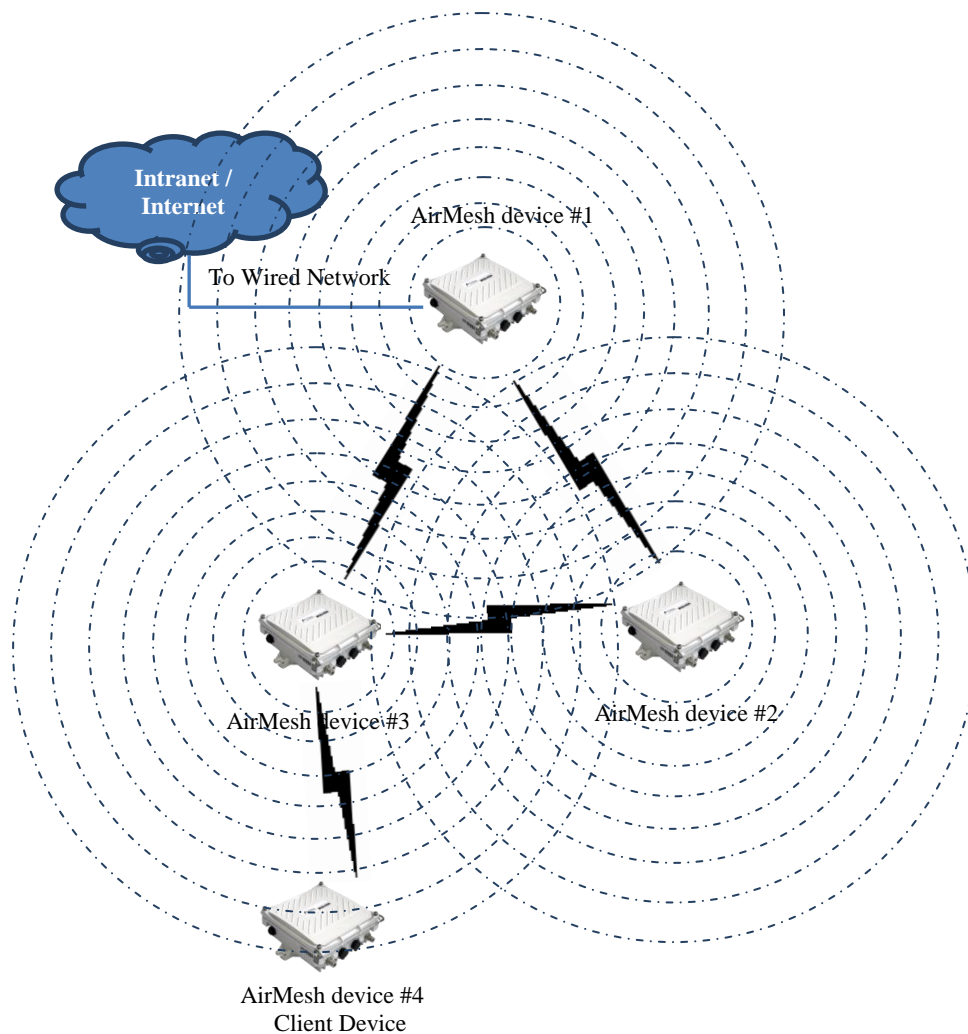 Intranet /
Internet
AirMesh device #1
To Wired Network
AirMesh device #3
AirMesh device #2
AirMesh device #4
Client Device